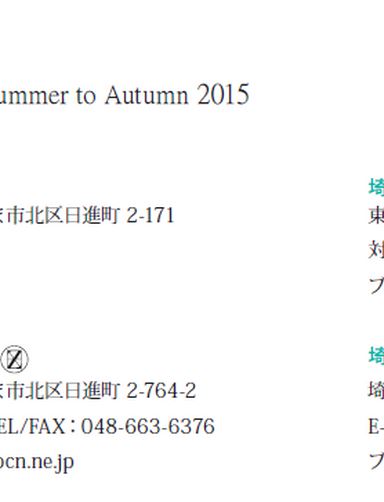 ummer to Autumn 2015
市北区日進町 2-171
市北区日進町 2-764-2
EL/FAX：048-663-6376
ocn.ne.jp
埼
東
対
プ
埼
埼
E-
プ